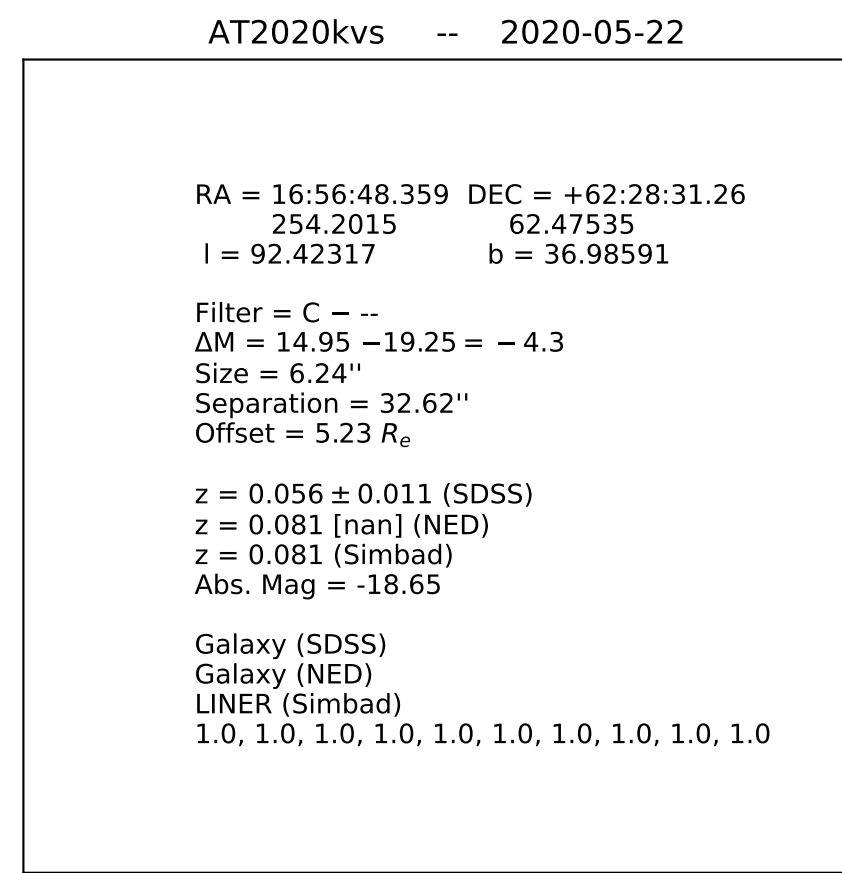 AT2020kvs -- 2020-05-22
RA = 16:56:48.359 DEC = +62:28:31.26
254.2015 62.47535
l = 92.42317 b = 36.98591
Filter = C − --
ΔM = 14.95 −19.25 = − 4.3
Size = 6.24''
Separation = 32.62''
Offset = 5.23 Rₑ
z = 0.056 ± 0.011 (SDSS)
z = 0.081 [nan] (NED)
z = 0.081 (Simbad)
Abs. Mag = -18.65
Galaxy (SDSS)
Galaxy (NED)
LINER (Simbad)
1.0, 1.0, 1.0, 1.0, 1.0, 1.0, 1.0, 1.0, 1.0, 1.0